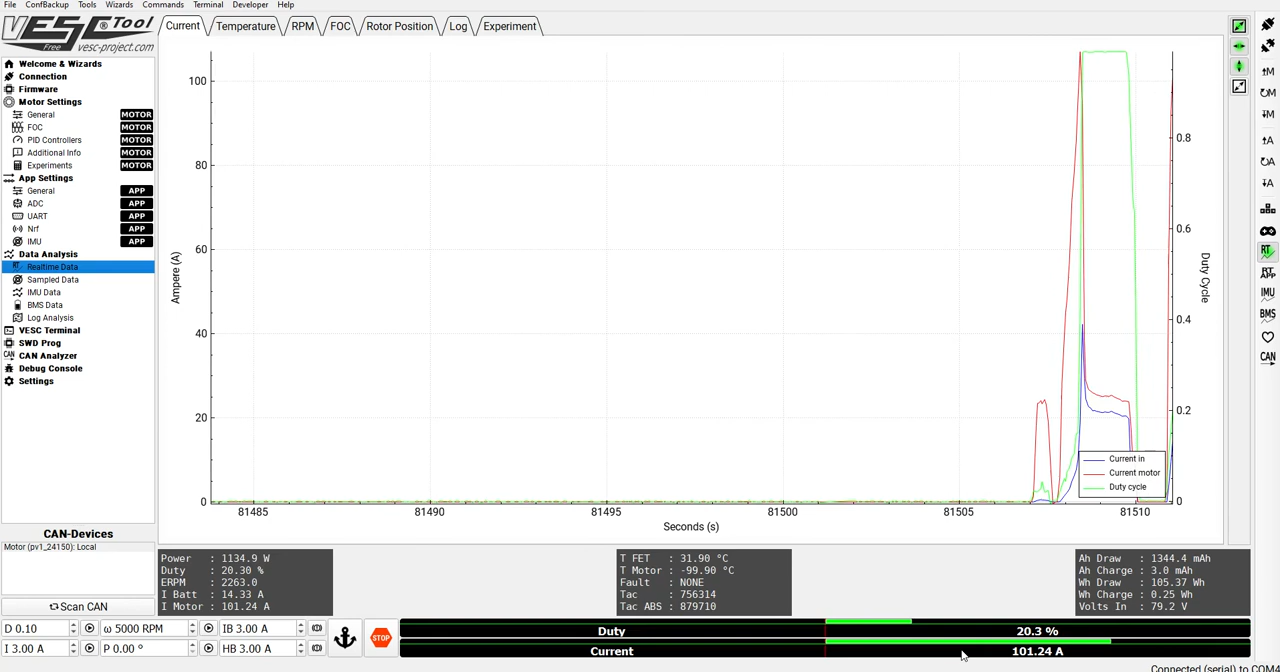 File ConfBackup Tools Wizards Commands Terminal Developer Help
VESC® Tool
Free vesc-project.com
Current Temperature RPM FOC Rotor Position Log Experiment
Welcome & Wizards
Connection
Firmware
Motor Settings
General MOTOR
FOC MOTOR
PID Controllers MOTOR
Additional Info MOTOR
Experiments MOTOR
App Settings
General APP
ADC APP
UART APP
Nrf APP
IMU APP
Data Analysis
RT Realtime Data
Sampled Data
IMU Data
BMS Data
Log Analysis
VESC Terminal
SWD Prog
CAN CAN Analyzer
Debug Console
Settings
CAN-Devices
Motor (pv1_24150): Local
Scan CAN
Ampere (A)
100
80
60
40
20
0
81485 81490 81495 81500 81505 81510
Seconds (s)
0.8
0.6
0.4
0.2
0
Duty Cycle
Current in
Current motor
Duty cycle
M
M
M
A
A
A
RT
RT
APP
IMU
BMS
CAN
Power : 1134.9 W
Duty : 20.30 %
ERPM : 2263.0
I Batt : 14.33 A
I Motor : 101.24 A
T FET : 31.90 °C
T Motor : -99.90 °C
Fault : NONE
Tac : 756314
Tac ABS : 879710
Ah Draw : 1344.4 mAh
Ah Charge : 3.0 mAh
Wh Draw : 105.37 Wh
Wh Charge : 0.25 Wh
Volts In : 79.2 V
D 0.10 ω 5000 RPM IB 3.00 A
I 3.00 A P 0.00 ° HB 3.00 A
STOP
Duty 20.3 %
Current 101.24 A
Connected (serial) to COM4